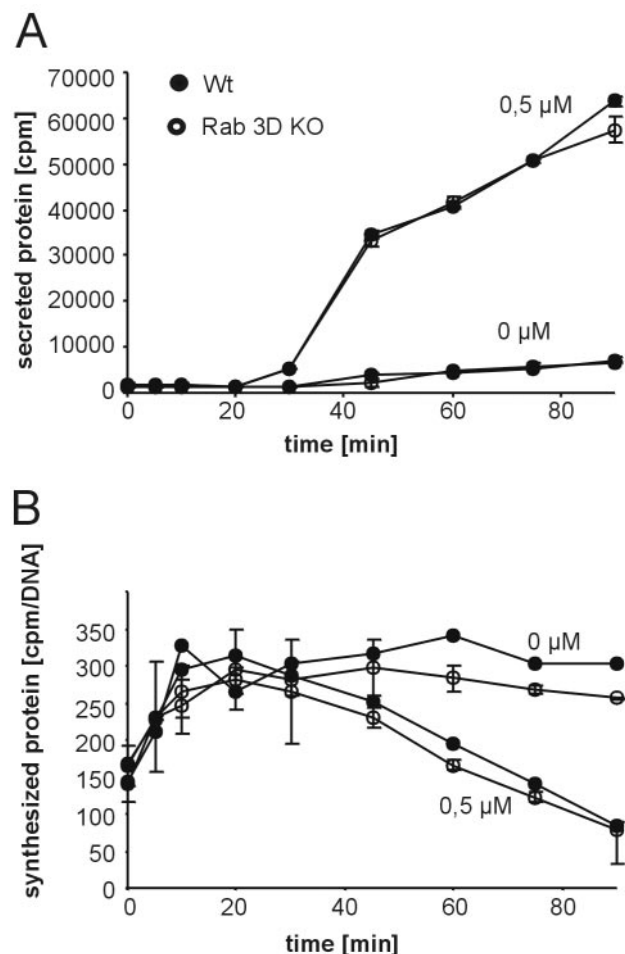 A
secreted protein [cpm]
70000
60000
50000
40000
30000
20000
10000
0
Wt
Rab 3D KO
0,5 µM
0 µM
0 20 40 60 80
time [min]
B
synthesized protein [cpm/DNA]
350
300
250
200
150
100
50
0
0 µM
0,5 µM
0 20 40 60 80
time [min]